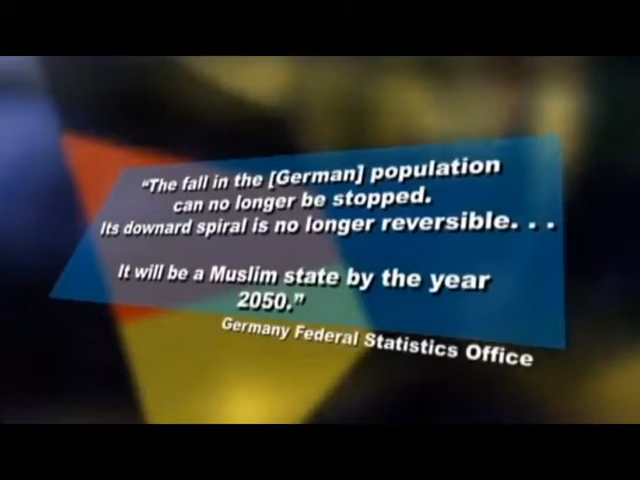 “The fall in the [German] population
can no longer be stopped.
Its downard spiral is no longer reversible. . .
It will be a Muslim state by the year
2050.”
Germany Federal Statistics Office